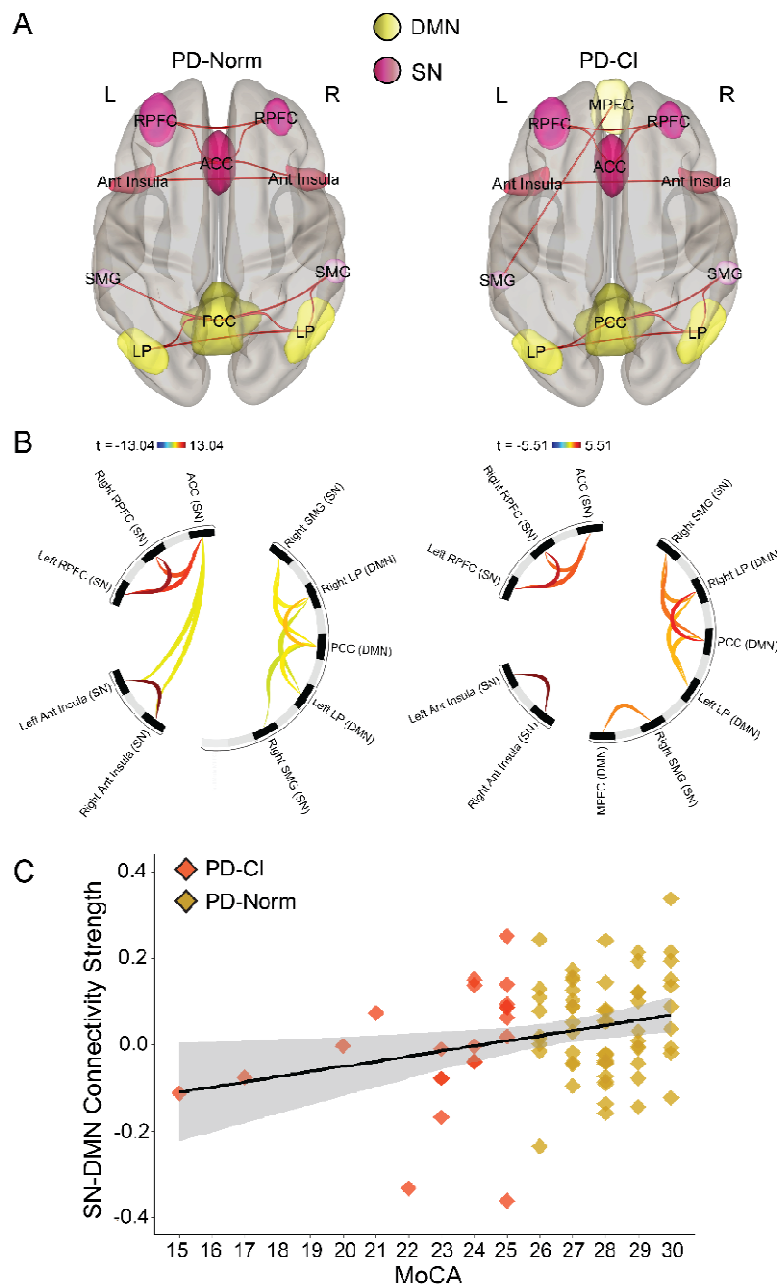 A
DMN
SN
PD-Norm
PD-CI
L
R
RPFC
RPFC
ACC
Ant Insula
Ant Insula
SMG
SMG
PCC
LP
LP
L
R
MPFC
RPFC
RPFC
ACC
Ant Insula
Ant Insula
SMG
SMG
PCC
LP
LP
B
t = -13.04 13.04
t = -5.51 5.51
Left RPFC (SN)
Right RPFC (SN)
ACC (SN)
Right SMG (SN)
Right LP (DMN)
PCC (DMN)
Left LP (DMN)
Right SMG (SN)
Right Ant Insula (SN)
Left Ant Insula (SN)
Left RPFC (SN)
Right RPFC (SN)
ACC (SN)
Right SMG (SN)
Right LP (DMN)
PCC (DMN)
Left LP (DMN)
Right SMG (SN)
MPFC (DMN)
Right Ant Insula (SN)
Left Ant Insula (SN)
C
PD-CI
PD-Norm
SN-DMN Connectivity Strength
0.4
0.2
0.0
-0.2
-0.4
15 16 17 19 20 21 22 23 24 25 26 27 28 29 30
MoCA